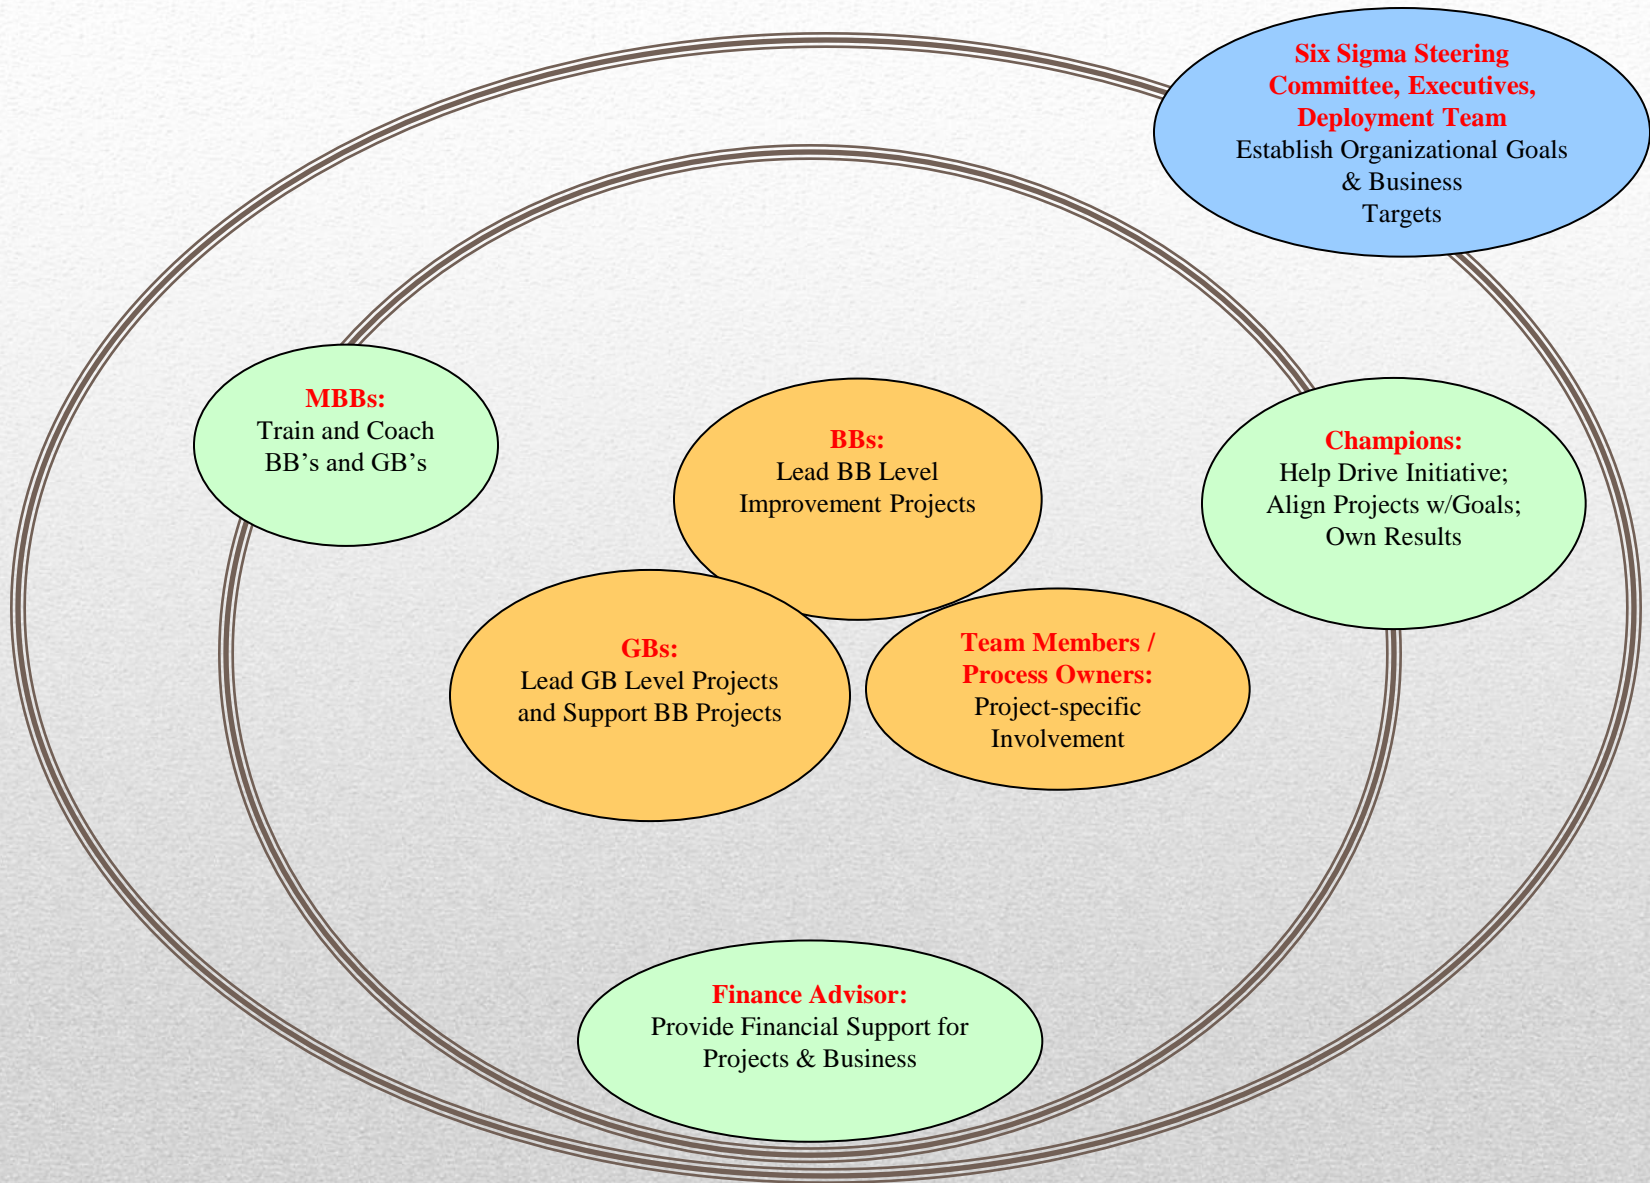 Six Sigma Steering
Committee, Executives,
Deployment Team
Establish Organizational Goals
& Business
Targets
MBBs:
Train and Coach
BB’s and GB’s
BBs:
Lead BB Level
Improvement Projects
Champions:
Help Drive Initiative;
Align Projects w/Goals;
Own Results
GBs:
Lead GB Level Projects
and Support BB Projects
Team Members /
Process Owners:
Project-specific
Involvement
Finance Advisor:
Provide Financial Support for
Projects & Business